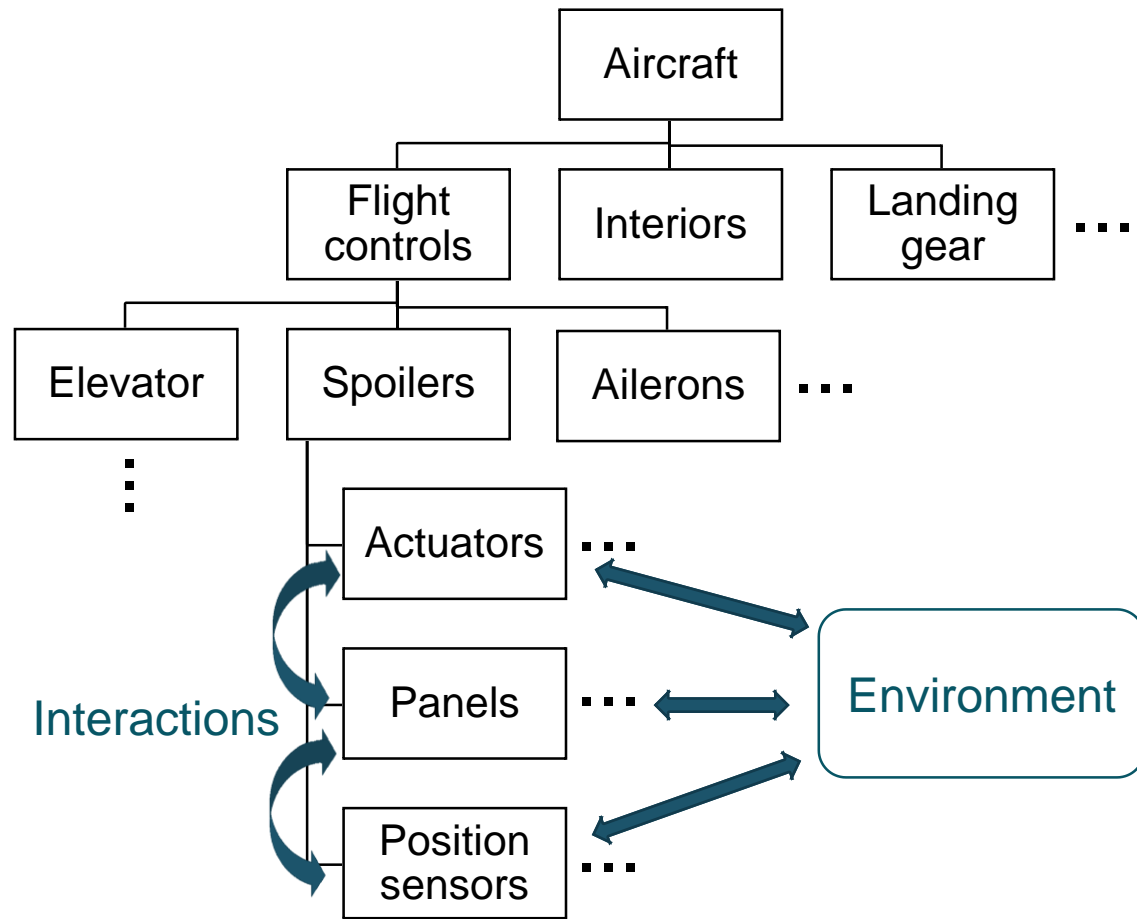 Aircraft
Flight
controls
Interiors
Landing
gear
Elevator
Spoilers
Ailerons
Actuators
Interactions
Panels
Environment
Position
sensors